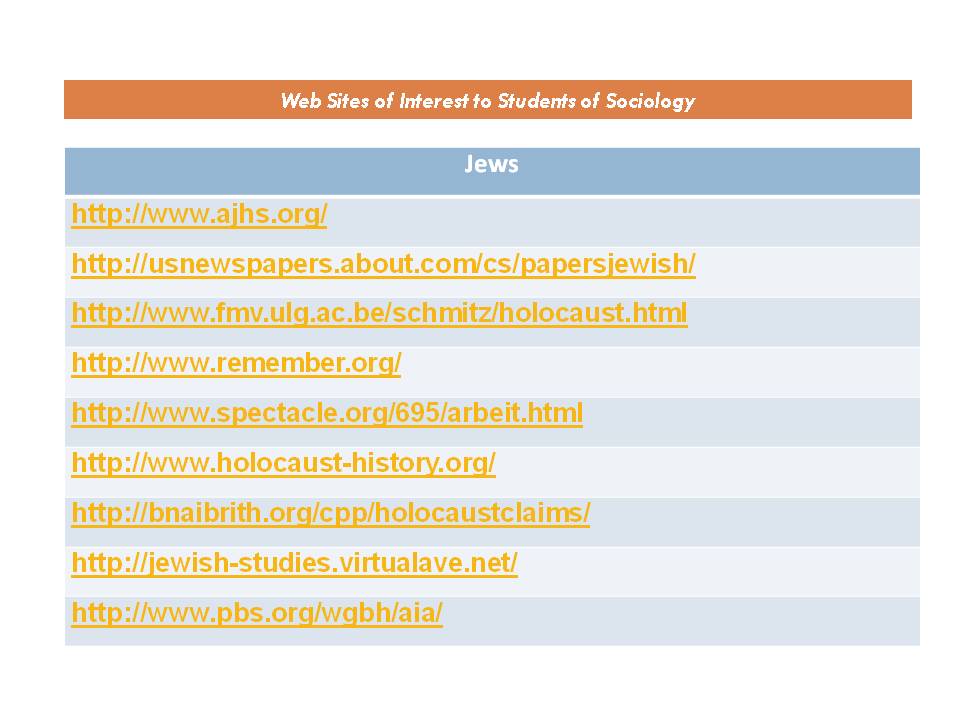 Web Sites of Interest to Students of Sociology
Jews
http://www.ajhs.org/
http://usnewspapers.about.com/cs/papersjewish/
http://www.fmv.ulg.ac.be/schmitz/holocaust.html
http://www.remember.org/
http://www.spectacle.org/695/arbeit.html
http://www.holocaust-history.org/
http://bnaibrith.org/cpp/holocaustclaims/
http://jewish-studies.virtualave.net/
http://www.pbs.org/wgbh/aia/